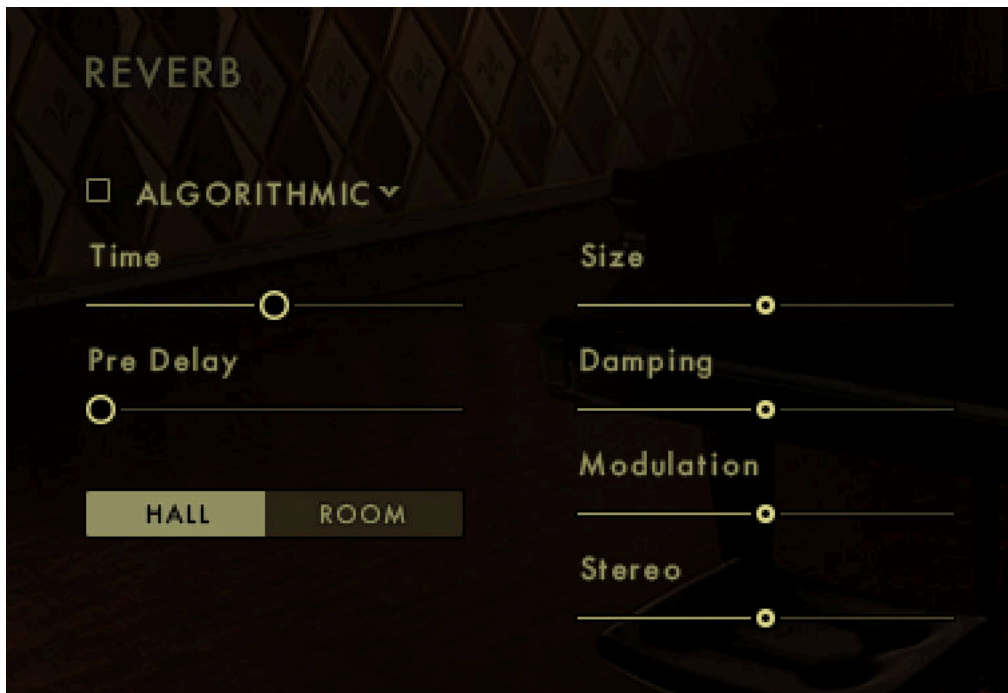 REVERB
ALGORITHMIC
Time
Pre Delay
HALL ROOM
Size
Damping
Modulation
Stereo